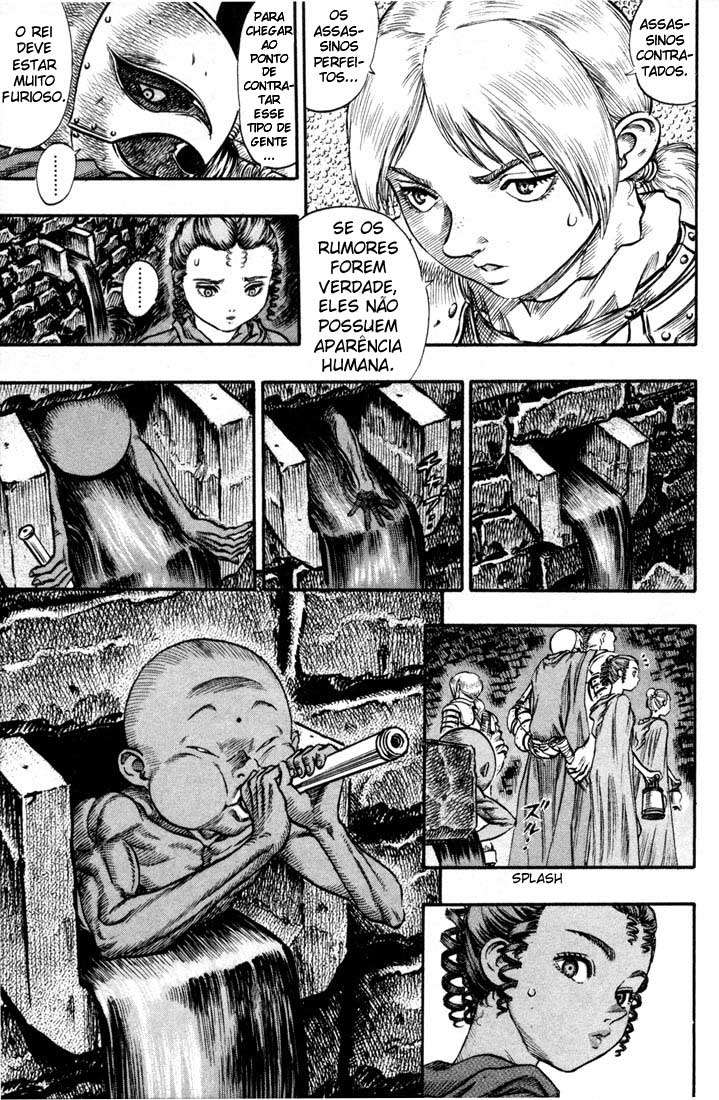 ASSAS-
SINOS
CONTRA-
TADOS.
OS
ASSAS-
SINOS
PERFEI-
TOS...
PARA
CHEGAR
AO
PONTO
DE
CONTRA-
TAR
ESSE
TIPO DE
GENTE
...
O REI
DEVE
ESTAR
MUITO
FURIOSO.
........
SE OS
RUMORES
FOREM
VERDADE,
ELES NÃO
POSSUEM
APARÊNCIA
HUMANA.
........
SPLASH